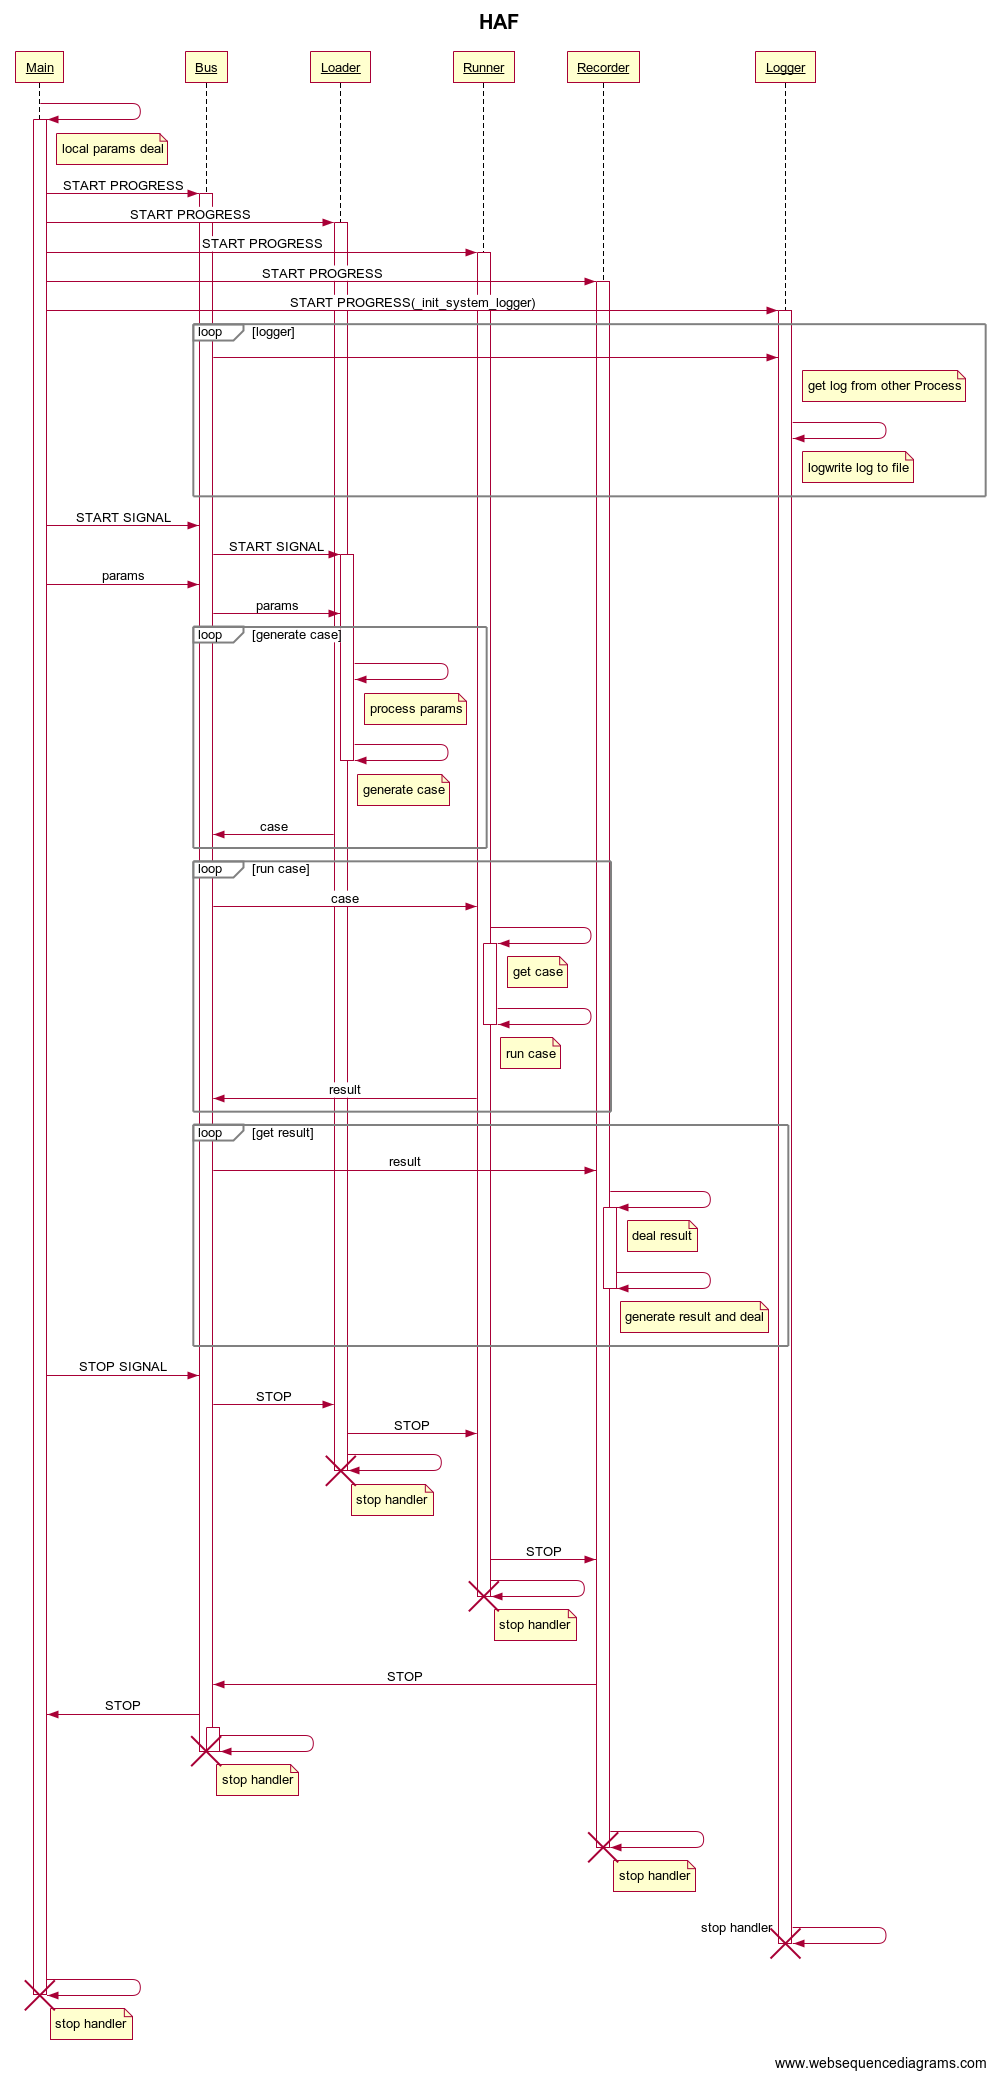 HAF
Main
Bus
Loader
Runner
Recorder
Logger
local params deal
START PROGRESS
START PROGRESS
START PROGRESS
START PROGRESS
START PROGRESS(_init_system_logger)
loop [logger]
get log from other Process
logwrite log to file
START SIGNAL
START SIGNAL
params
params
loop [generate case]
process params
generate case
case
loop [run case]
case
get case
run case
result
loop [get result]
result
deal result
generate result and deal
STOP SIGNAL
STOP
STOP
stop handler
STOP
stop handler
STOP
STOP
stop handler
stop handler
stop handler
stop handler
www.websequencediagrams.com